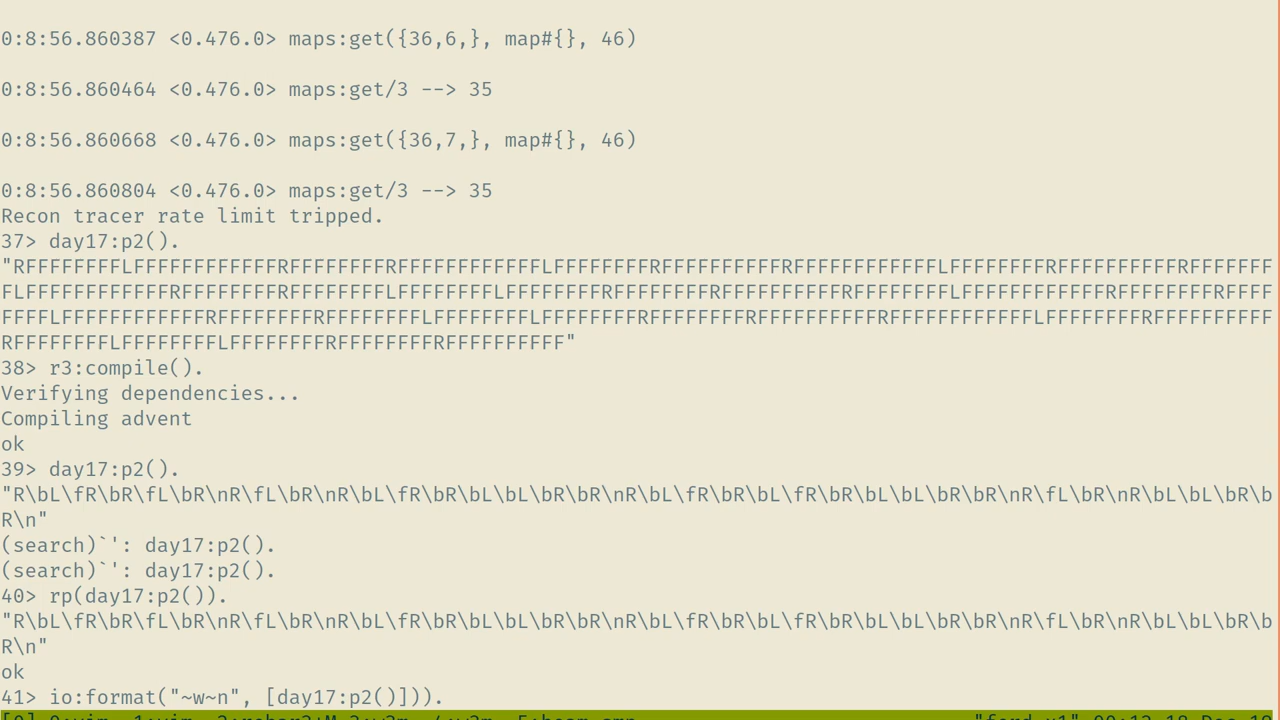 0:8:56.860387 <0.476.0> maps:get({36,6,}, map#{}, 46)
0:8:56.860464 <0.476.0> maps:get/3 --> 35
0:8:56.860668 <0.476.0> maps:get({36,7,}, map#{}, 46)
0:8:56.860804 <0.476.0> maps:get/3 --> 35
Recon tracer rate limit tripped.
37> day17:p2().
"RFFFFFFFFLFFFFFFFFFFFFRFFFFFFFFRFFFFFFFFFFFFLFFFFFFFFRFFFFFFFFFFRFFFFFFFFFFFFLFFFFFFFFRFFFFFFFFFFRFFFFFFF
FLFFFFFFFFFFFFRFFFFFFFFRFFFFFFFFLFFFFFFFFLFFFFFFFFRFFFFFFFFRFFFFFFFFFFRFFFFFFFFLFFFFFFFFFFFFRFFFFFFFFRFFFF
FFFFLFFFFFFFFFFFFRFFFFFFFFRFFFFFFFFLFFFFFFFFLFFFFFFFFRFFFFFFFFRFFFFFFFFFFRFFFFFFFFFFFFLFFFFFFFFRFFFFFFFFFF
RFFFFFFFFLFFFFFFFFLFFFFFFFFRFFFFFFFFRFFFFFFFFFF"
38> r3:compile().
Verifying dependencies...
Compiling advent
ok
39> day17:p2().
"R\bL\fR\bR\fL\bR\nR\fL\bR\nR\bL\fR\bR\bL\bL\bR\bR\nR\bL\fR\bR\bL\fR\bR\bL\bL\bR\bR\nR\fL\bR\nR\bL\bL\bR\b
R\n"
(search)`': day17:p2().
(search)`': day17:p2().
40> rp(day17:p2()).
"R\bL\fR\bR\fL\bR\nR\fL\bR\nR\bL\fR\bR\bL\bL\bR\bR\nR\bL\fR\bR\bL\fR\bR\bL\bL\bR\bR\nR\fL\bR\nR\bL\bL\bR\b
R\n"
ok
41> io:format("~w~n", [day17:p2()])).